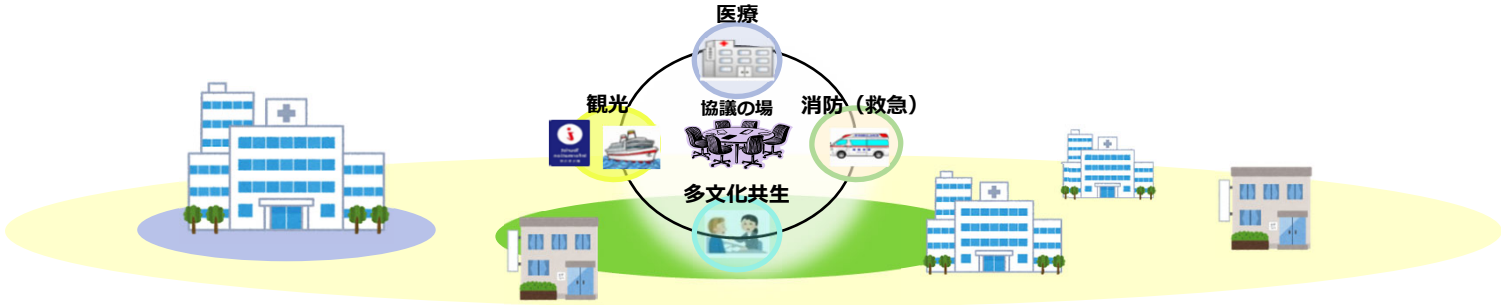 医療
観光
協議の場
消防（救急）
多文化共生